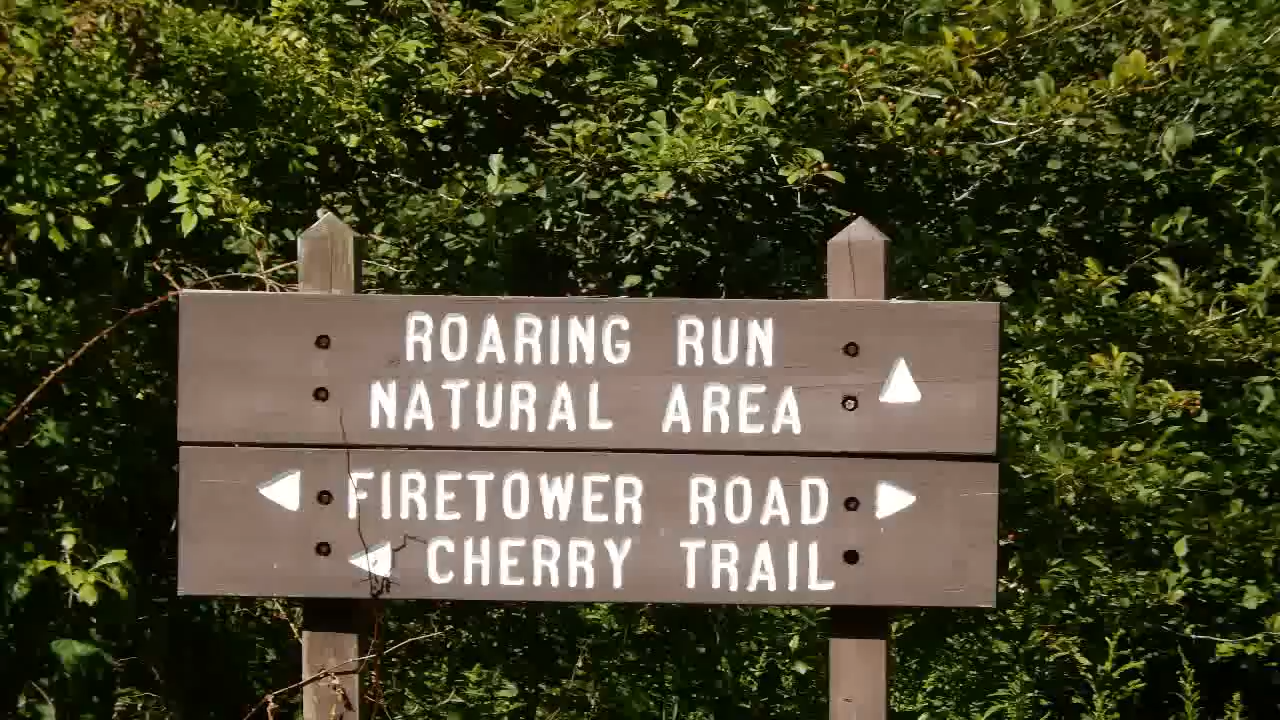 ROARING RUN
NATURAL AREA
FIRETOWER ROAD
CHERRY TRAIL